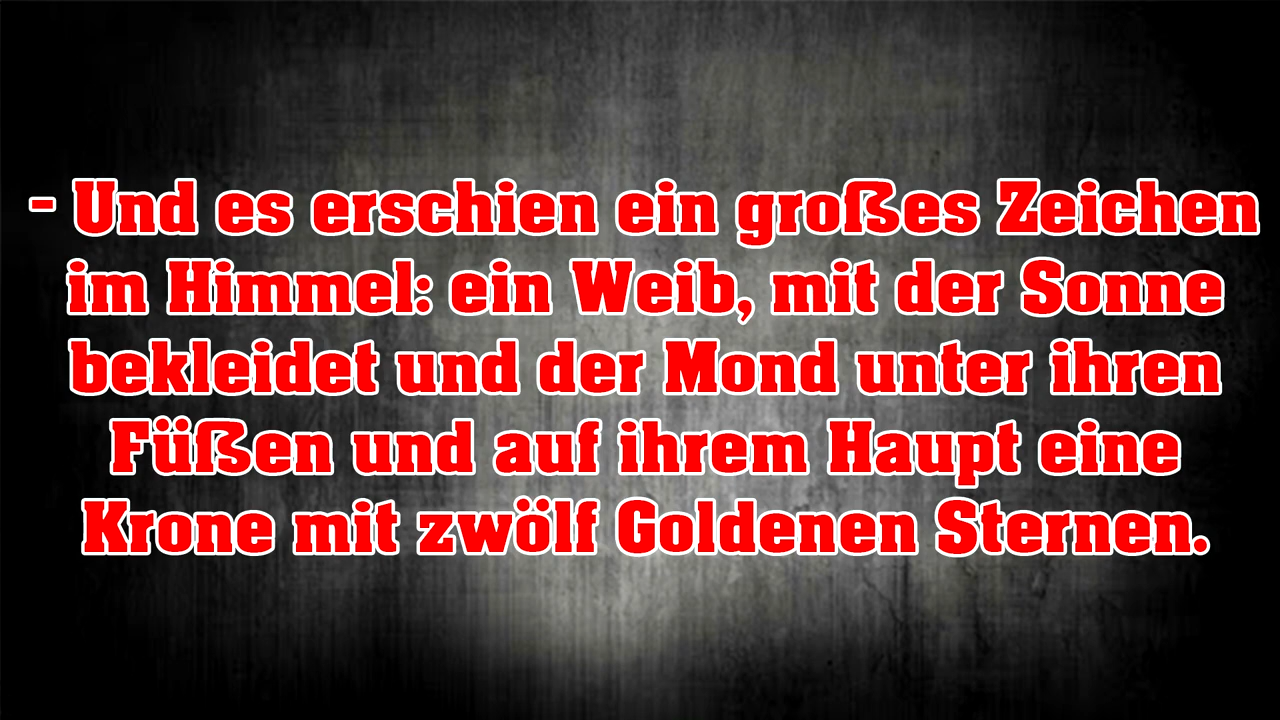 - Und es erschien ein großes Zeichen
im Himmel: ein Weib, mit der Sonne
bekleidet und der Mond unter ihren
Füßen und auf ihrem Haupt eine
Krone mit zwölf Goldenen Sternen.